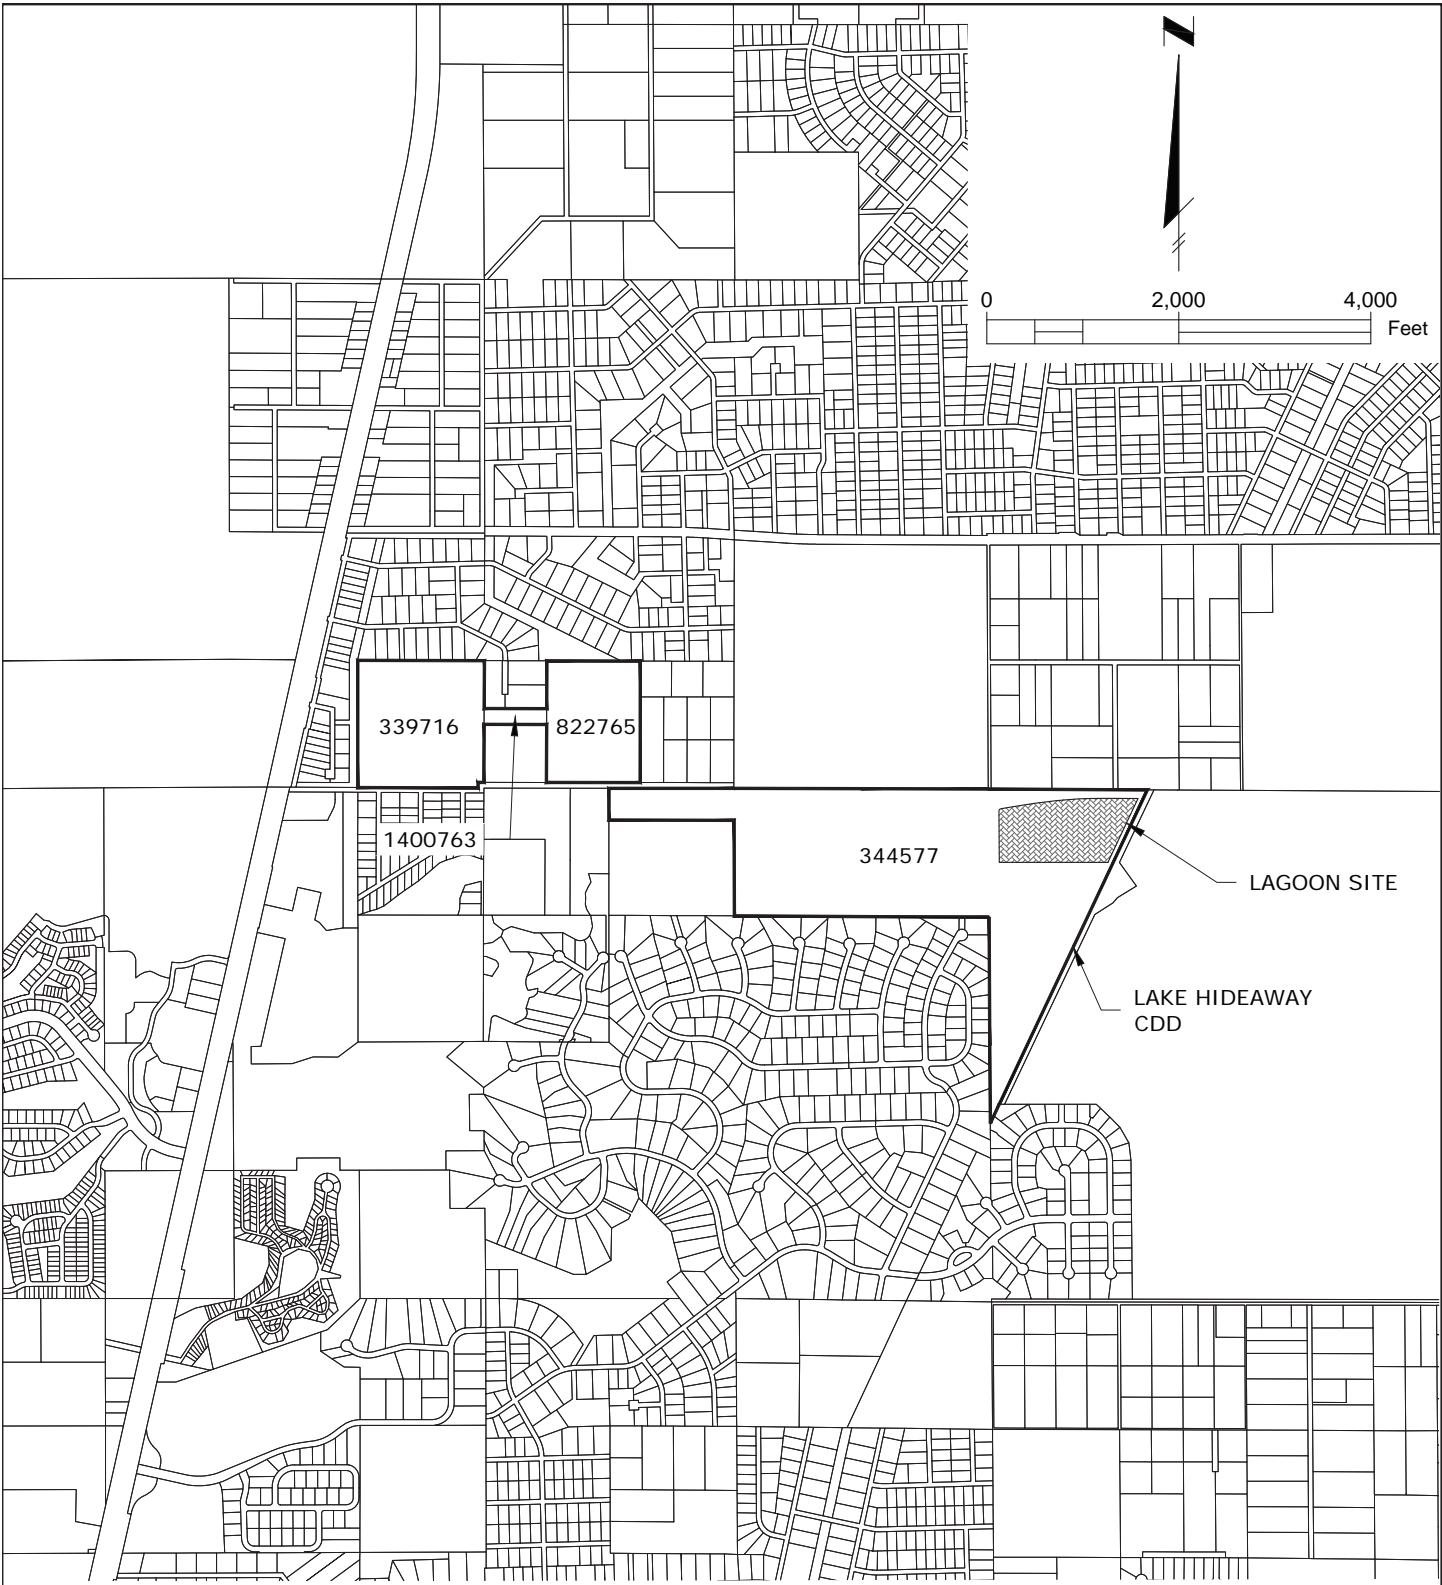 N
0 2,000 4,000
Feet
339716
822765
1400763
344577
LAGOON SITE
LAKE HIDEAWAY
CDD